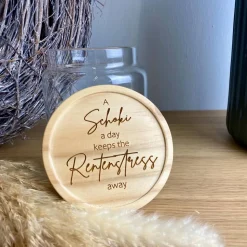 A
Schoki
a day
keeps the
Rentenstress
away